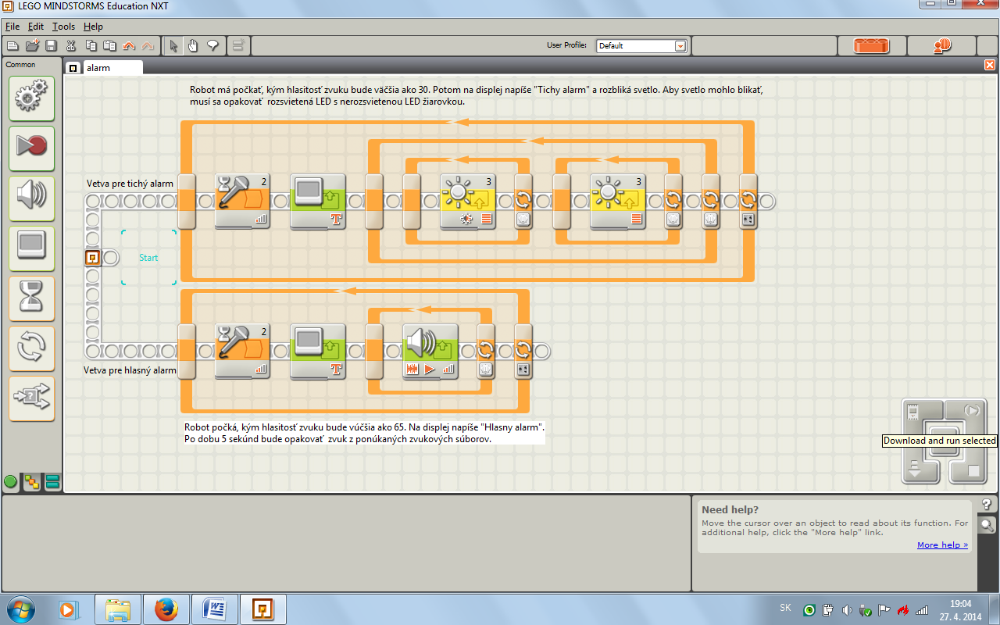 LEGO MINDSTORMS Education NXT
File Edit Tools Help
User Profile: Default
Common
alarm
Robot má počkať, kým hlasitosť zvuku bude väčšia ako 30. Potom na displej napíše "Tichy alarm" a rozbliká svetlo. Aby svetlo mohlo blikať,
musí sa opakovať rozsvietená LED s nerozsvietenou LED žiarovkou.
Vetva pre tichý alarm
2
3
3
Start
2
Vetva pre hlasný alarm
Robot počká, kým hlasitosť zvuku bude vúčšia ako 65. Na displej napíše "Hlasny alarm".
Po dobu 5 sekúnd bude opakovať zvuk z ponúkaných zvukových súborov.
Download and run selected
Need help?
Move the cursor over an object to read about its function. For
additional help, click the "More help" link.
More help »
SK
19:04
27. 4. 2014